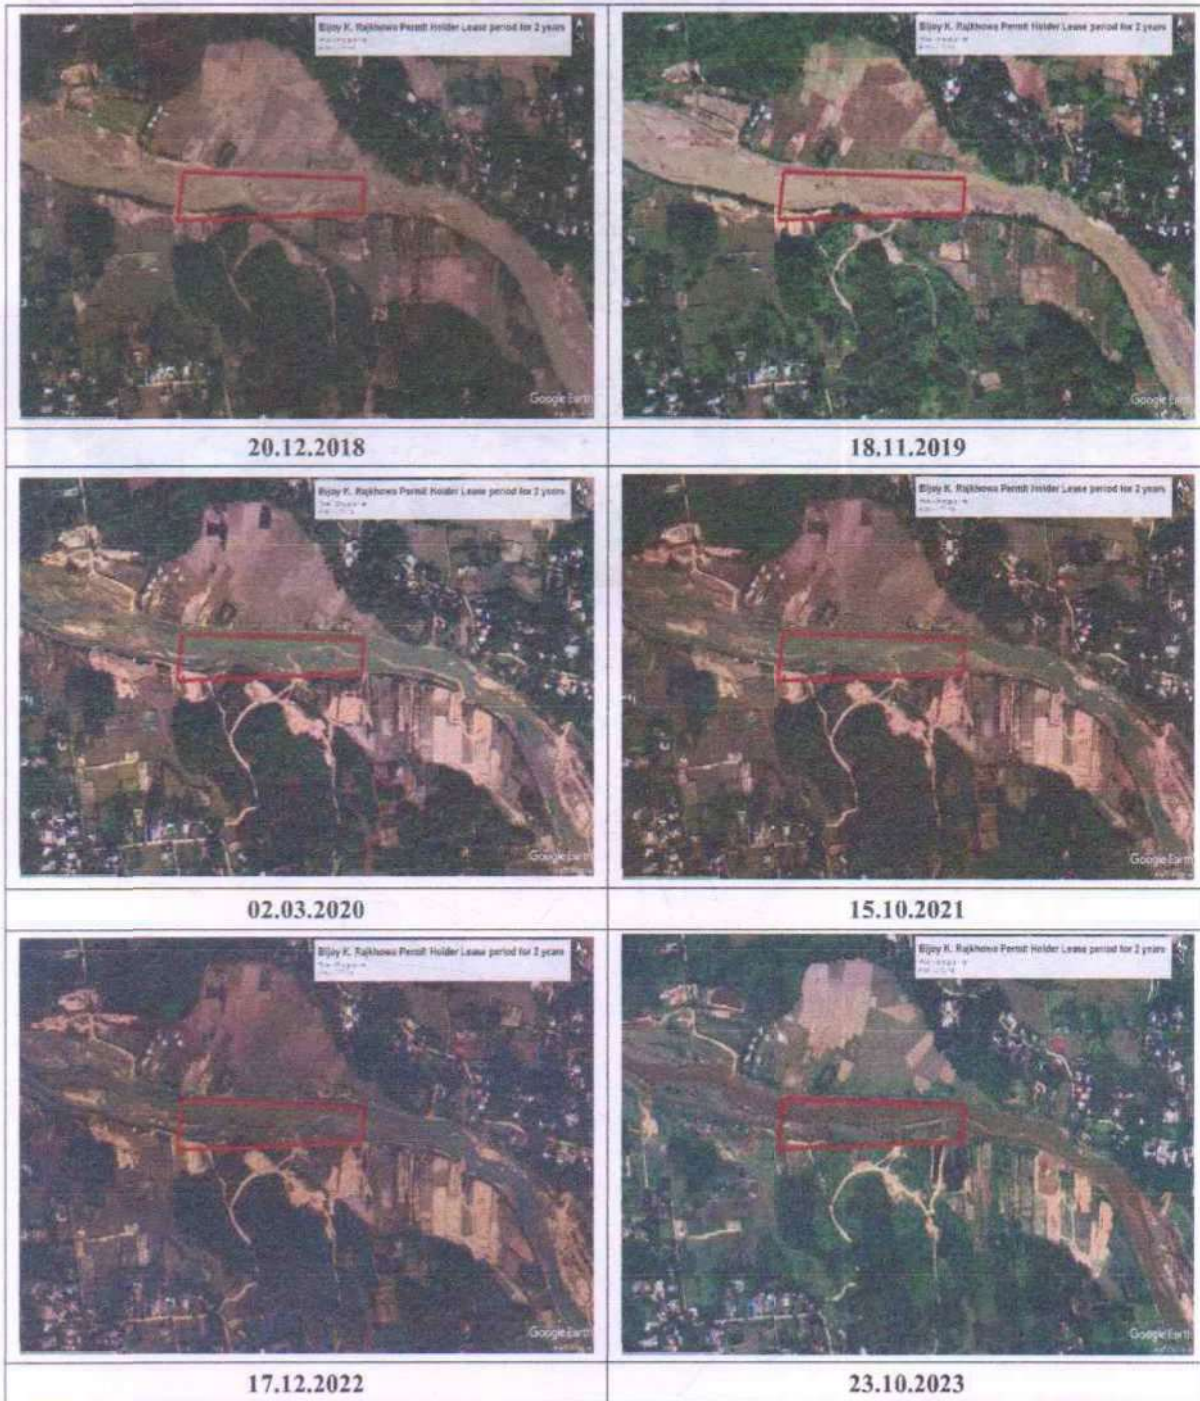 Bijoy K. Rajkhowa Permit Holder Lease period for 2 years
Bijoy K. Rajkhowa Permit Holder Lease period for 2 years
Google Earth
Google Earth
20.12.2018
18.11.2019
Bijoy K. Rajkhowa Permit Holder Lease period for 2 years
Bijoy K. Rajkhowa Permit Holder Lease period for 2 years
Google Earth
Google Earth
02.03.2020
15.10.2021
Bijoy K. Rajkhowa Permit Holder Lease period for 2 years
Bijoy K. Rajkhowa Permit Holder Lease period for 2 years
Google Earth
Google Earth
17.12.2022
23.10.2023